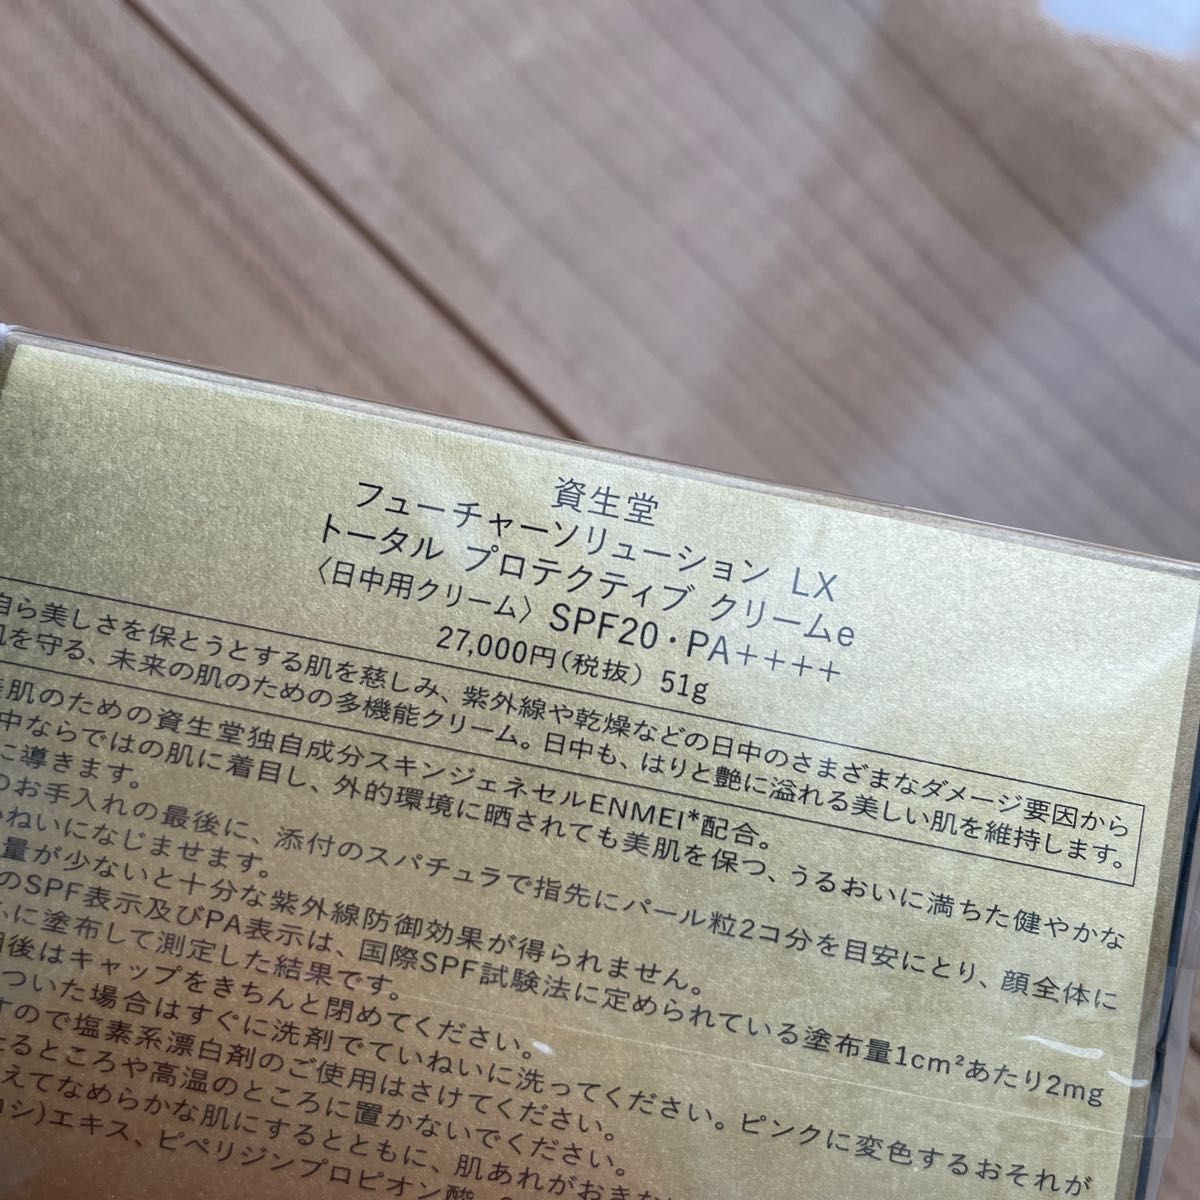 資生堂
フューチャーソリューション LX
トータル プロテクティブ クリームe
〈日中用クリーム〉SPF20・PA++++
27,000円(税抜) 51g
自ら美しさを保とうとする肌を慈しみ、紫外線や乾燥などの日中のさまざまなダメージ要因から
肌を守る、未来の肌のための多機能クリーム。日中も、はりと艶に溢れる美しい肌を維持します。
肌のための資生堂独自成分スキンジェネセルENMEI*配合。
中ならではの肌に着目し、外的環境に晒されても美肌を保つ、うるおいに満ちた健やかな
に導きます。
のお手入れの最後に、添付のスパチュラで指先にパール粒2コ分を目安にとり、顔全体に
いねいになじませます。
量が少ないと十分な紫外線防御効果が得られません。
のSPF表示及びPA表示は、国際SPF試験法に定められている塗布量1cm²あたり2mg
に塗布して測定した結果です。
後はキャップをきちんと閉めてください。
ついた場合はすぐに洗剤でていねいに洗ってください。ピンクに変色するおそれが
すので塩素系漂白剤のご使用はさけてください。
たるところや高温のところに置かないでください。
えてなめらかな肌にするとともに、肌あれがおきな
シ)エキス、ピペリジンプロピオン酸